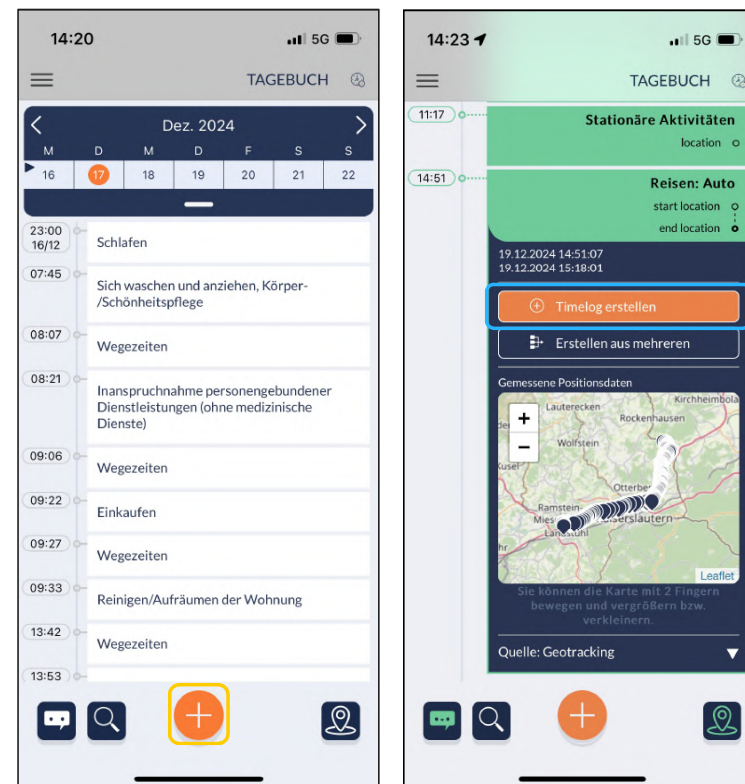 14:20
5G
TAGEBUCH
Dez. 2024
M D M D F S S
16 17 18 19 20 21 22
23:00
16/12
Schlafen
07:45
Sich waschen und anziehen, Körper-
/Schönheitspflege
08:07
Wegezeiten
08:21
Inanspruchnahme personengebundener
Dienstleistungen (ohne medizinische
Dienste)
09:06
Wegezeiten
09:22
Einkaufen
09:27
Wegezeiten
09:33
Reinigen/Aufräumen der Wohnung
13:42
Wegezeiten
13:53
14:23
5G
TAGEBUCH
11:17
Stationäre Aktivitäten
location
14:51
Reisen: Auto
start location
end location
19.12.2024 14:51:07
19.12.2024 15:18:01
Timelog erstellen
Erstellen aus mehreren
Gemessene Positionsdaten
+
−
Lauterecken
Kirchheimbola
Rockenhausen
Wolfstein
Kusel
Otterbe
Ramstein-
Mies
iserslautern
Landstuhl
Leaflet
Sie können die Karte mit 2 Fingern
bewegen und vergrößern bzw.
verkleinern.
Quelle: Geotracking